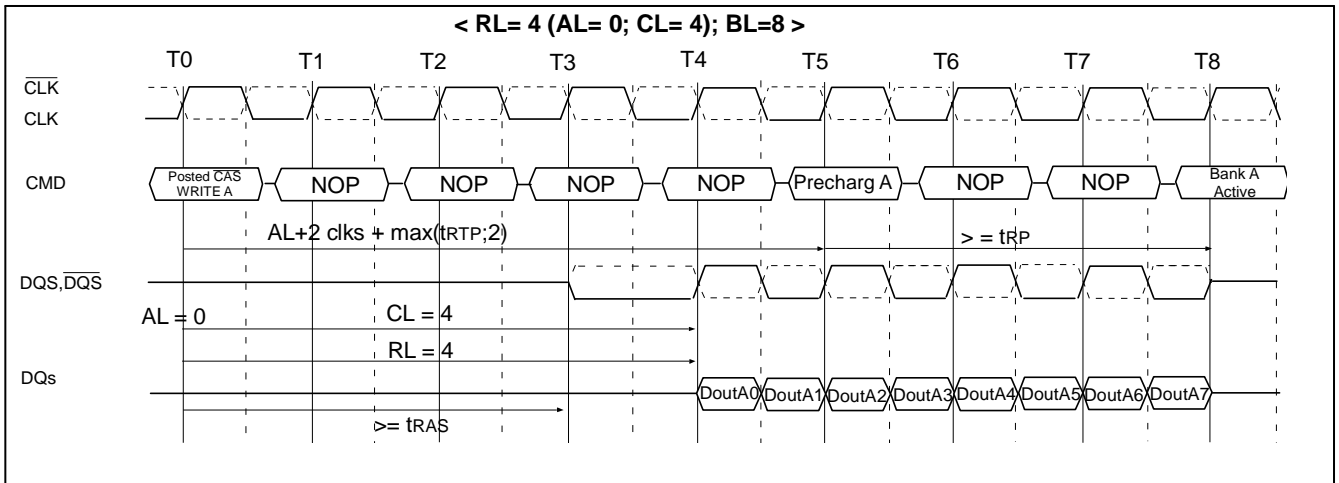 < RL= 4 (AL= 0; CL= 4); BL=8 >
T0 T1 T2 T3 T4 T5 T6 T7 T8
CLK
CLK
CMD
Posted CAS WRITE A
NOP
NOP
NOP
NOP
Precharg A
NOP
NOP
Bank A Active
AL+2 clks + max(tRTP;2)
> = tRP
DQS,DQS
AL = 0
CL = 4
RL = 4
DQs
DoutA0 DoutA1 DoutA2 DoutA3 DoutA4 DoutA5 DoutA6 DoutA7
>= tRAS